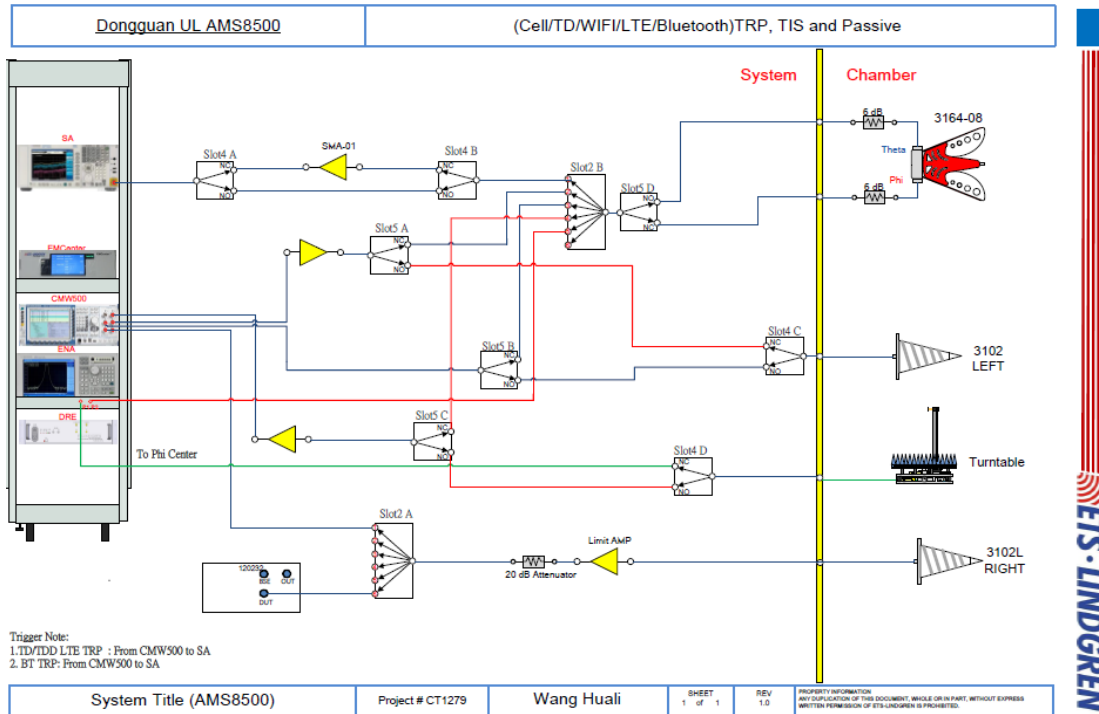 Dongguan UL AMS8500
(Cell/TD/WIFI/LTE/Bluetooth)TRP, TIS and Passive
System
Chamber
SA
Slot4 A
NC
NO
SMA-01
Slot4 B
NC
NO
Slot2 B
Slot5 D
NC
NO
6 dB
3164-08
Theta
Phi
6 dB
EMCenter
Slot5 A
NC
NO
CMW500
ENA
Slot5 B
NC
NO
Slot4 C
NC
NO
3102
LEFT
DRE
To Phi Center
Slot5 C
NC
NO
Slot4 D
NC
NO
Turntable
Slot2 A
Limit AMP
20 dB Attenuator
3102L
RIGHT
120232
BSE
OUT
DUT
Trigger Note:
1.TD/TDD LTE TRP : From CMW500 to SA
2. BT TRP: From CMW500 to SA
System Title (AMS8500)
Project # CT1279
Wang Huali
SHEET
1 of 1
REV
1.0
PROPERTY INFORMATION
ANY DUPLICATION OF THIS DOCUMENT, WHOLE OR IN PART, WITHOUT EXPRESS
WRITTEN PERMISSION OF ETS-LINDGREN IS PROHIBITED.
ETS·LINDGREN